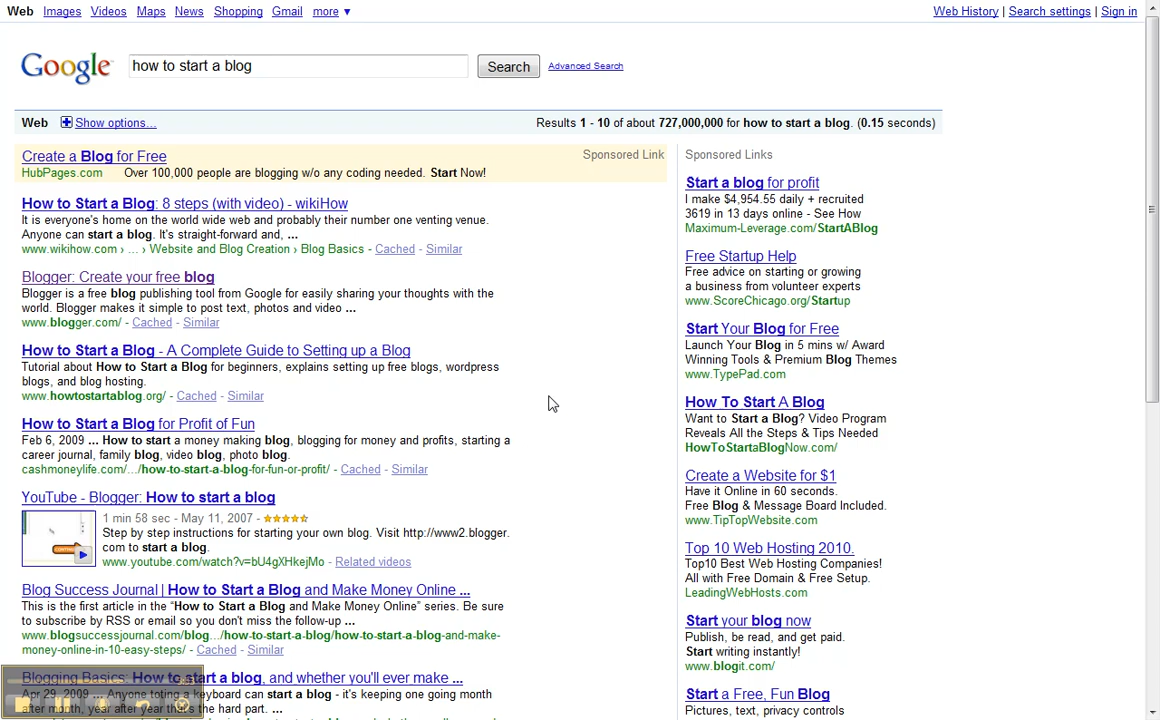 Web Images Videos Maps News Shopping Gmail more ▼
Web History | Search settings | Sign in
Google
how to start a blog
Search
Advanced Search
Web Show options...
Results 1 - 10 of about 727,000,000 for how to start a blog. (0.15 seconds)
Create a Blog for Free
Sponsored Link
HubPages.com Over 100,000 people are blogging w/o any coding needed. Start Now!
How to Start a Blog: 8 steps (with video) - wikiHow
It is everyone's home on the world wide web and probably their number one venting venue.
Anyone can start a blog. It's straight-forward and, ...
www.wikihow.com › ... › Website and Blog Creation › Blog Basics - Cached - Similar
Blogger: Create your free blog
Blogger is a free blog publishing tool from Google for easily sharing your thoughts with the
world. Blogger makes it simple to post text, photos and video ...
www.blogger.com/ - Cached - Similar
How to Start a Blog - A Complete Guide to Setting up a Blog
Tutorial about How to Start a Blog for beginners, explains setting up free blogs, wordpress
blogs, and blog hosting.
www.howtostartablog.org/ - Cached - Similar
How to Start a Blog for Profit of Fun
Feb 6, 2009 ... How to start a money making blog, blogging for money and profits, starting a
career journal, family blog, video blog, photo blog.
cashmoneylife.com/.../how-to-start-a-blog-for-fun-or-profit/ - Cached - Similar
YouTube - Blogger: How to start a blog
1 min 58 sec - May 11, 2007 -
Step by step instructions for starting your own blog. Visit http://www2.blogger.
com to start a blog.
www.youtube.com/watch?v=bU4gXHkejMo - Related videos
Blog Success Journal | How to Start a Blog and Make Money Online ...
This is the first article in the “How to Start a Blog and Make Money Online” series. Be sure
to subscribe by RSS or email so you don't miss the follow-up ...
www.blogsuccessjournal.com/blog.../how-to-start-a-blog/how-to-start-a-blog-and-make-
money-online-in-10-easy-steps/ - Cached - Similar
Blogging Basics: How to start a blog, and whether you'll ever make ...
Apr 29, 2009 ... Anyone toting a keyboard can start a blog - it's keeping one going month
after month, year after year that's the hard part. ...
Sponsored Links
Start a blog for profit
I make $4,954.55 daily + recruited
3619 in 13 days online - See How
Maximum-Leverage.com/StartABlog
Free Startup Help
Free advice on starting or growing
a business from volunteer experts
www.ScoreChicago.org/Startup
Start Your Blog for Free
Launch Your Blog in 5 mins w/ Award
Winning Tools & Premium Blog Themes
www.TypePad.com
How To Start A Blog
Want to Start a Blog? Video Program
Reveals All the Steps & Tips Needed
HowToStartaBlogNow.com/
Create a Website for $1
Have it Online in 60 seconds.
Free Blog & Message Board Included.
www.TipTopWebsite.com
Top 10 Web Hosting 2010.
Top10 Best Web Hosting Companies!
All with Free Domain & Free Setup.
LeadingWebHosts.com
Start your blog now
Publish, be read, and get paid.
Start writing instantly!
www.blogit.com/
Start a Free, Fun Blog
Pictures, text, privacy controls